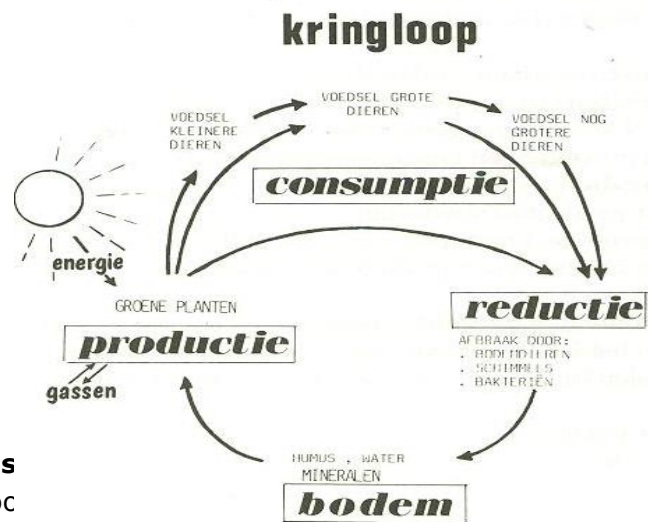 kringloop
VOEDSEL GROTE
DIEREN
VOEDSEL
KLEINERE
DIEREN
VOEDSEL NOG
GROTERE
DIEREN
consumptie
energie
GROENE PLANTEN
productie
gassen
reductie
AFBRAAK DOOR:
. BODEMDIEREN
. SCHIMMELS
. BAKTERIËN
HUMUS , WATER
MINERALEN
bodem